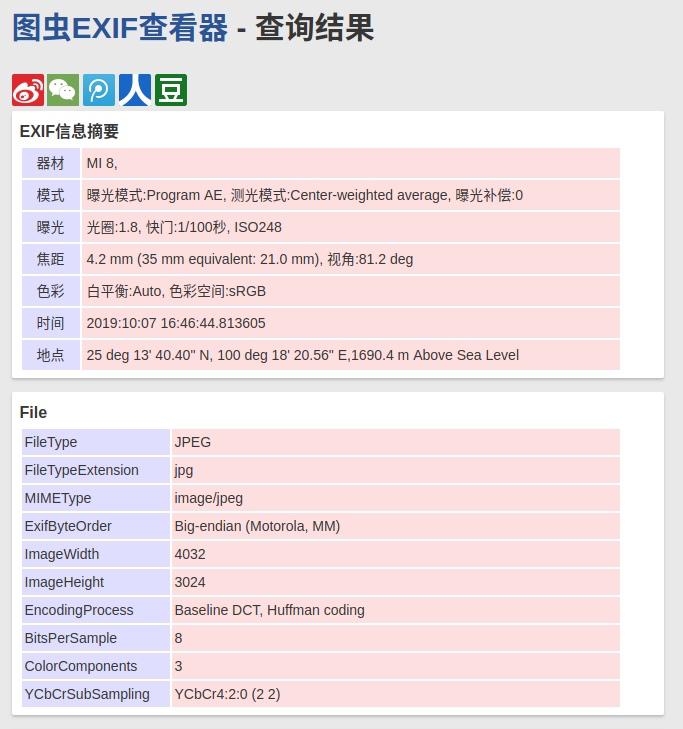 图虫EXIF查看器 - 查询结果
人 豆
EXIF信息摘要
器材 MI 8,
模式 曝光模式:Program AE, 测光模式:Center-weighted average, 曝光补偿:0
曝光 光圈:1.8, 快门:1/100秒, ISO248
焦距 4.2 mm (35 mm equivalent: 21.0 mm), 视角:81.2 deg
色彩 白平衡:Auto, 色彩空间:sRGB
时间 2019:10:07 16:46:44.813605
地点 25 deg 13' 40.40" N, 100 deg 18' 20.56" E,1690.4 m Above Sea Level
File
FileType JPEG
FileTypeExtension jpg
MIMEType image/jpeg
ExifByteOrder Big-endian (Motorola, MM)
ImageWidth 4032
ImageHeight 3024
EncodingProcess Baseline DCT, Huffman coding
BitsPerSample 8
ColorComponents 3
YCbCrSubSampling YCbCr4:2:0 (2 2)